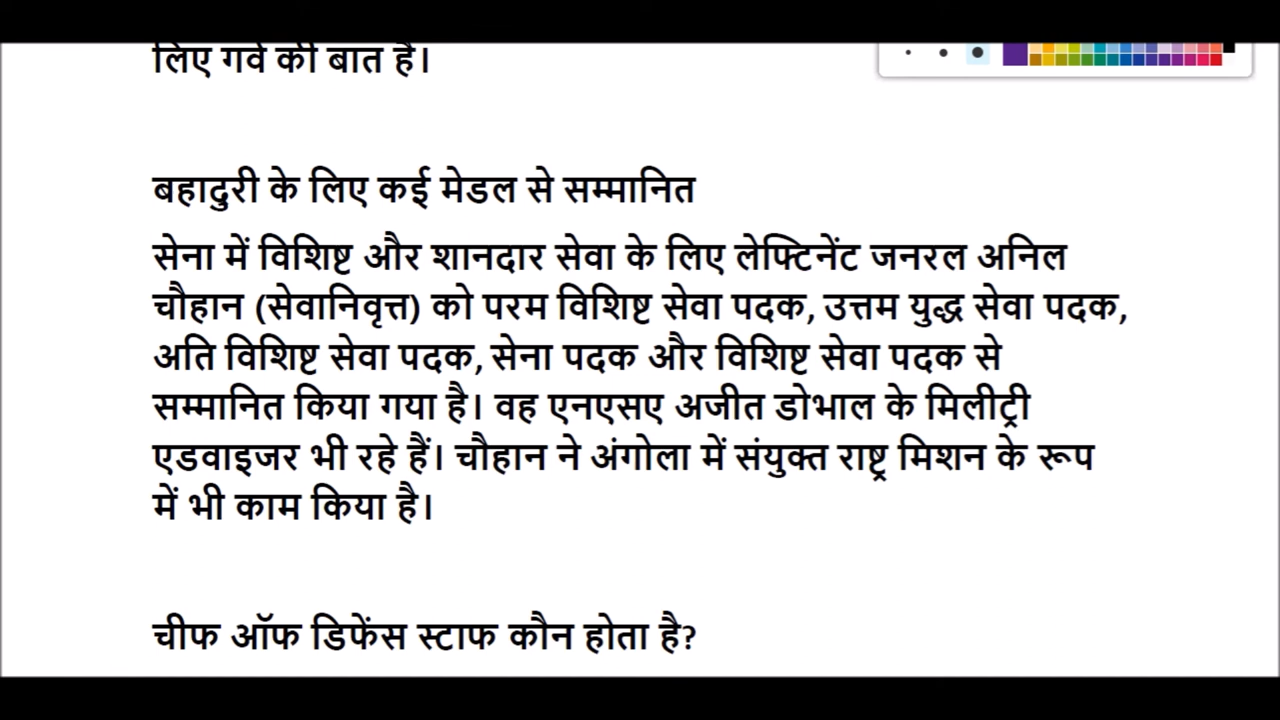 लिए गर्व की बात है।
बहादुरी के लिए कई मेडल से सम्मानित
सेना में विशिष्ट और शानदार सेवा के लिए लेफ्टिनेंट जनरल अनिल
चौहान (सेवानिवृत्त) को परम विशिष्ट सेवा पदक, उत्तम युद्ध सेवा पदक,
अति विशिष्ट सेवा पदक, सेना पदक और विशिष्ट सेवा पदक से
सम्मानित किया गया है। वह एनएसए अजीत डोभाल के मिलीट्री
एडवाइजर भी रहे हैं। चौहान ने अंगोला में संयुक्त राष्ट्र मिशन के रूप
में भी काम किया है।
चीफ ऑफ डिफेंस स्टाफ कौन होता है?